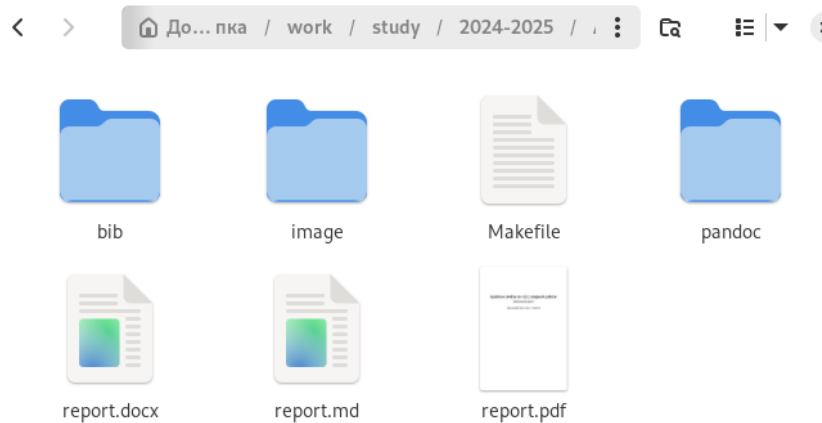 До... пка / work / study / 2024-2025 /
bib
image
Makefile
pandoc
report.docx
report.md
report.pdf